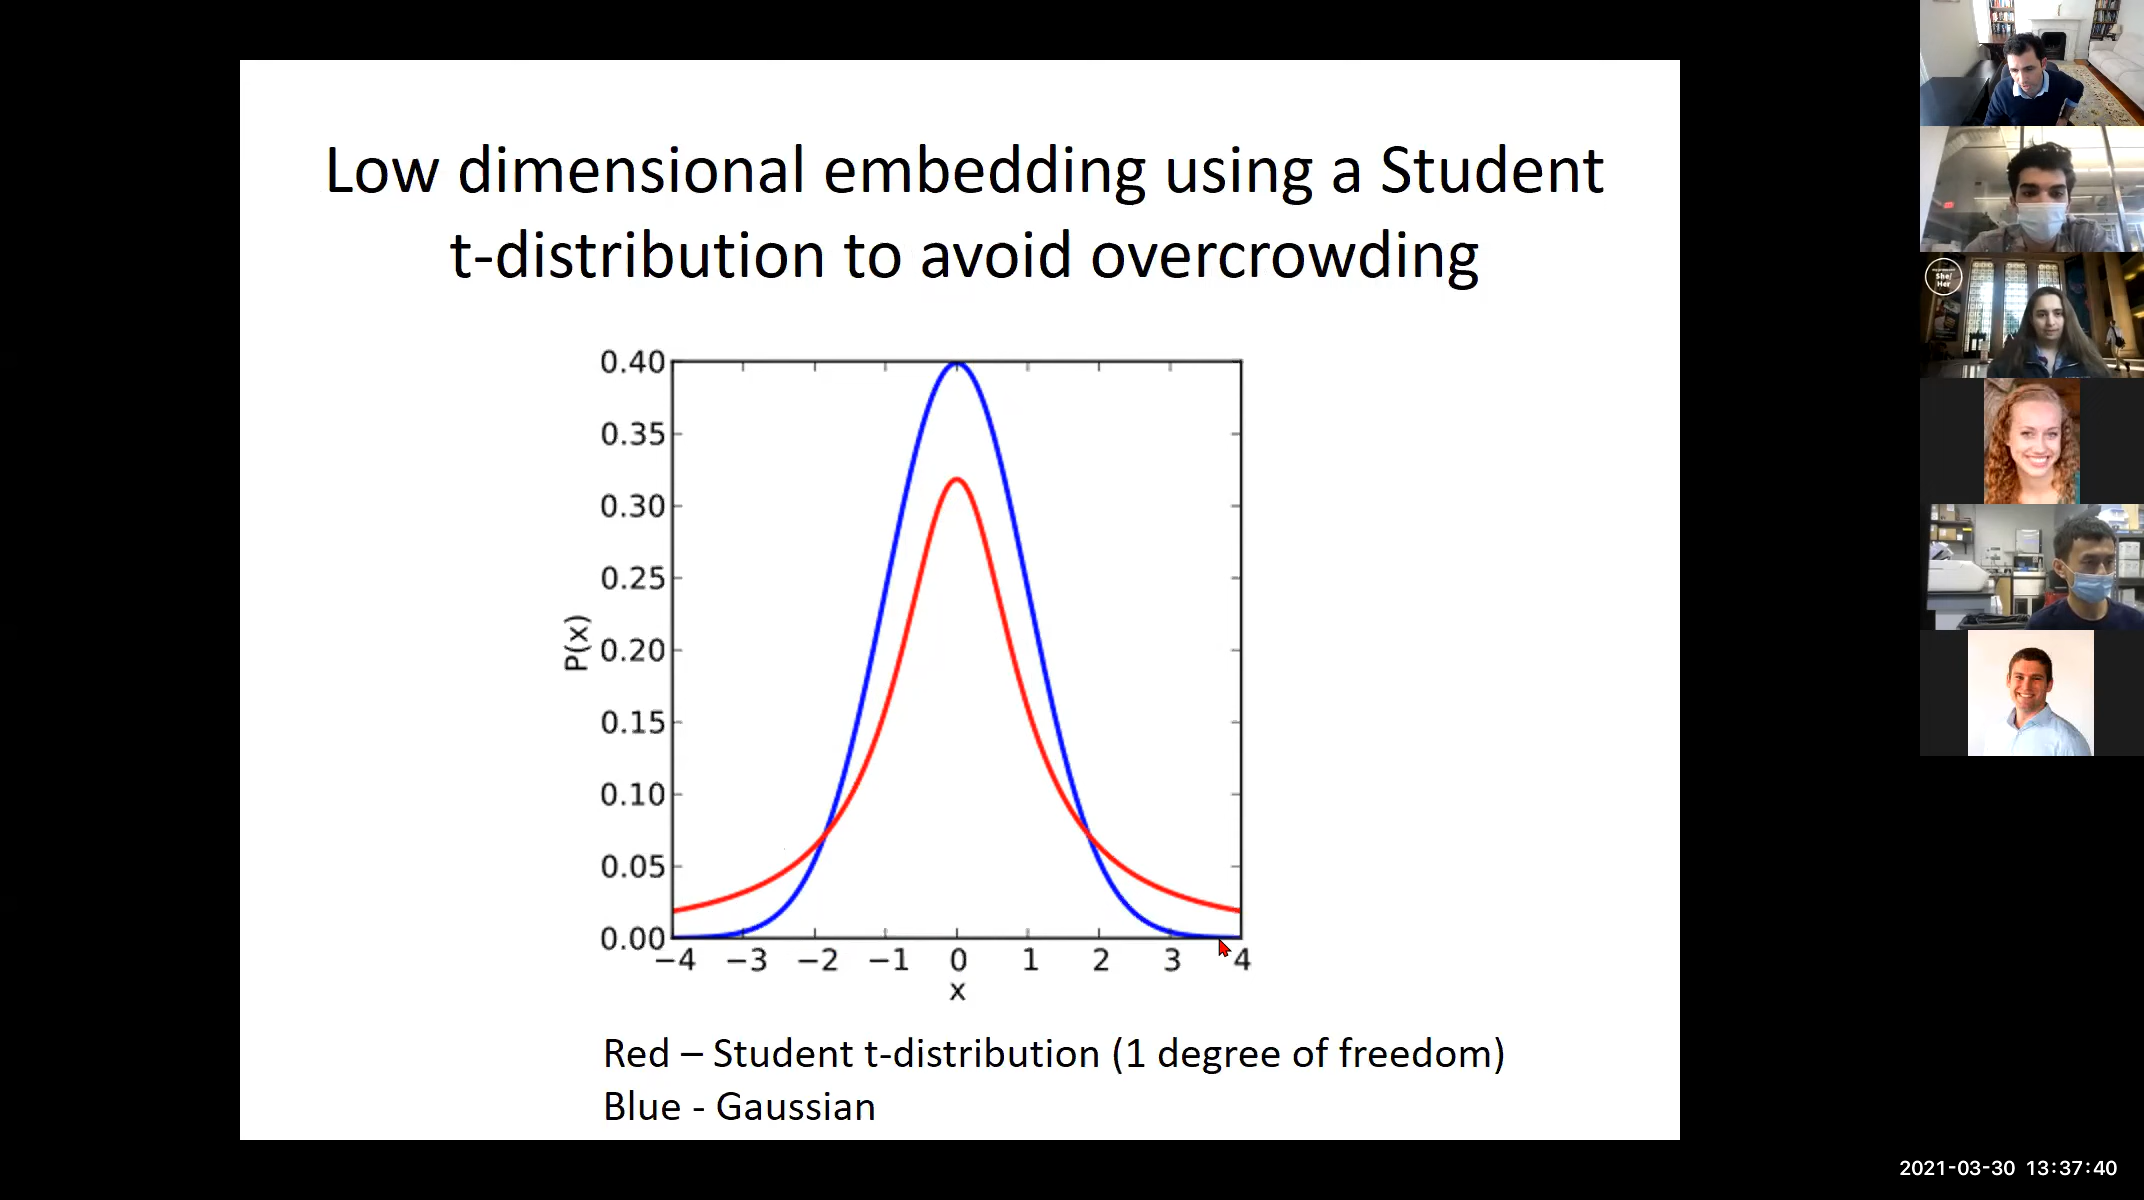 Low dimensional embedding using a Student
t-distribution to avoid overcrowding
0.40
0.35
0.30
0.25
0.20
0.15
0.10
0.05
0.00
P(x)
−4 −3 −2 −1 0 1 2 3 4
x
Red – Student t-distribution (1 degree of freedom)
Blue - Gaussian
She/
Her
2021-03-30 13:37:40